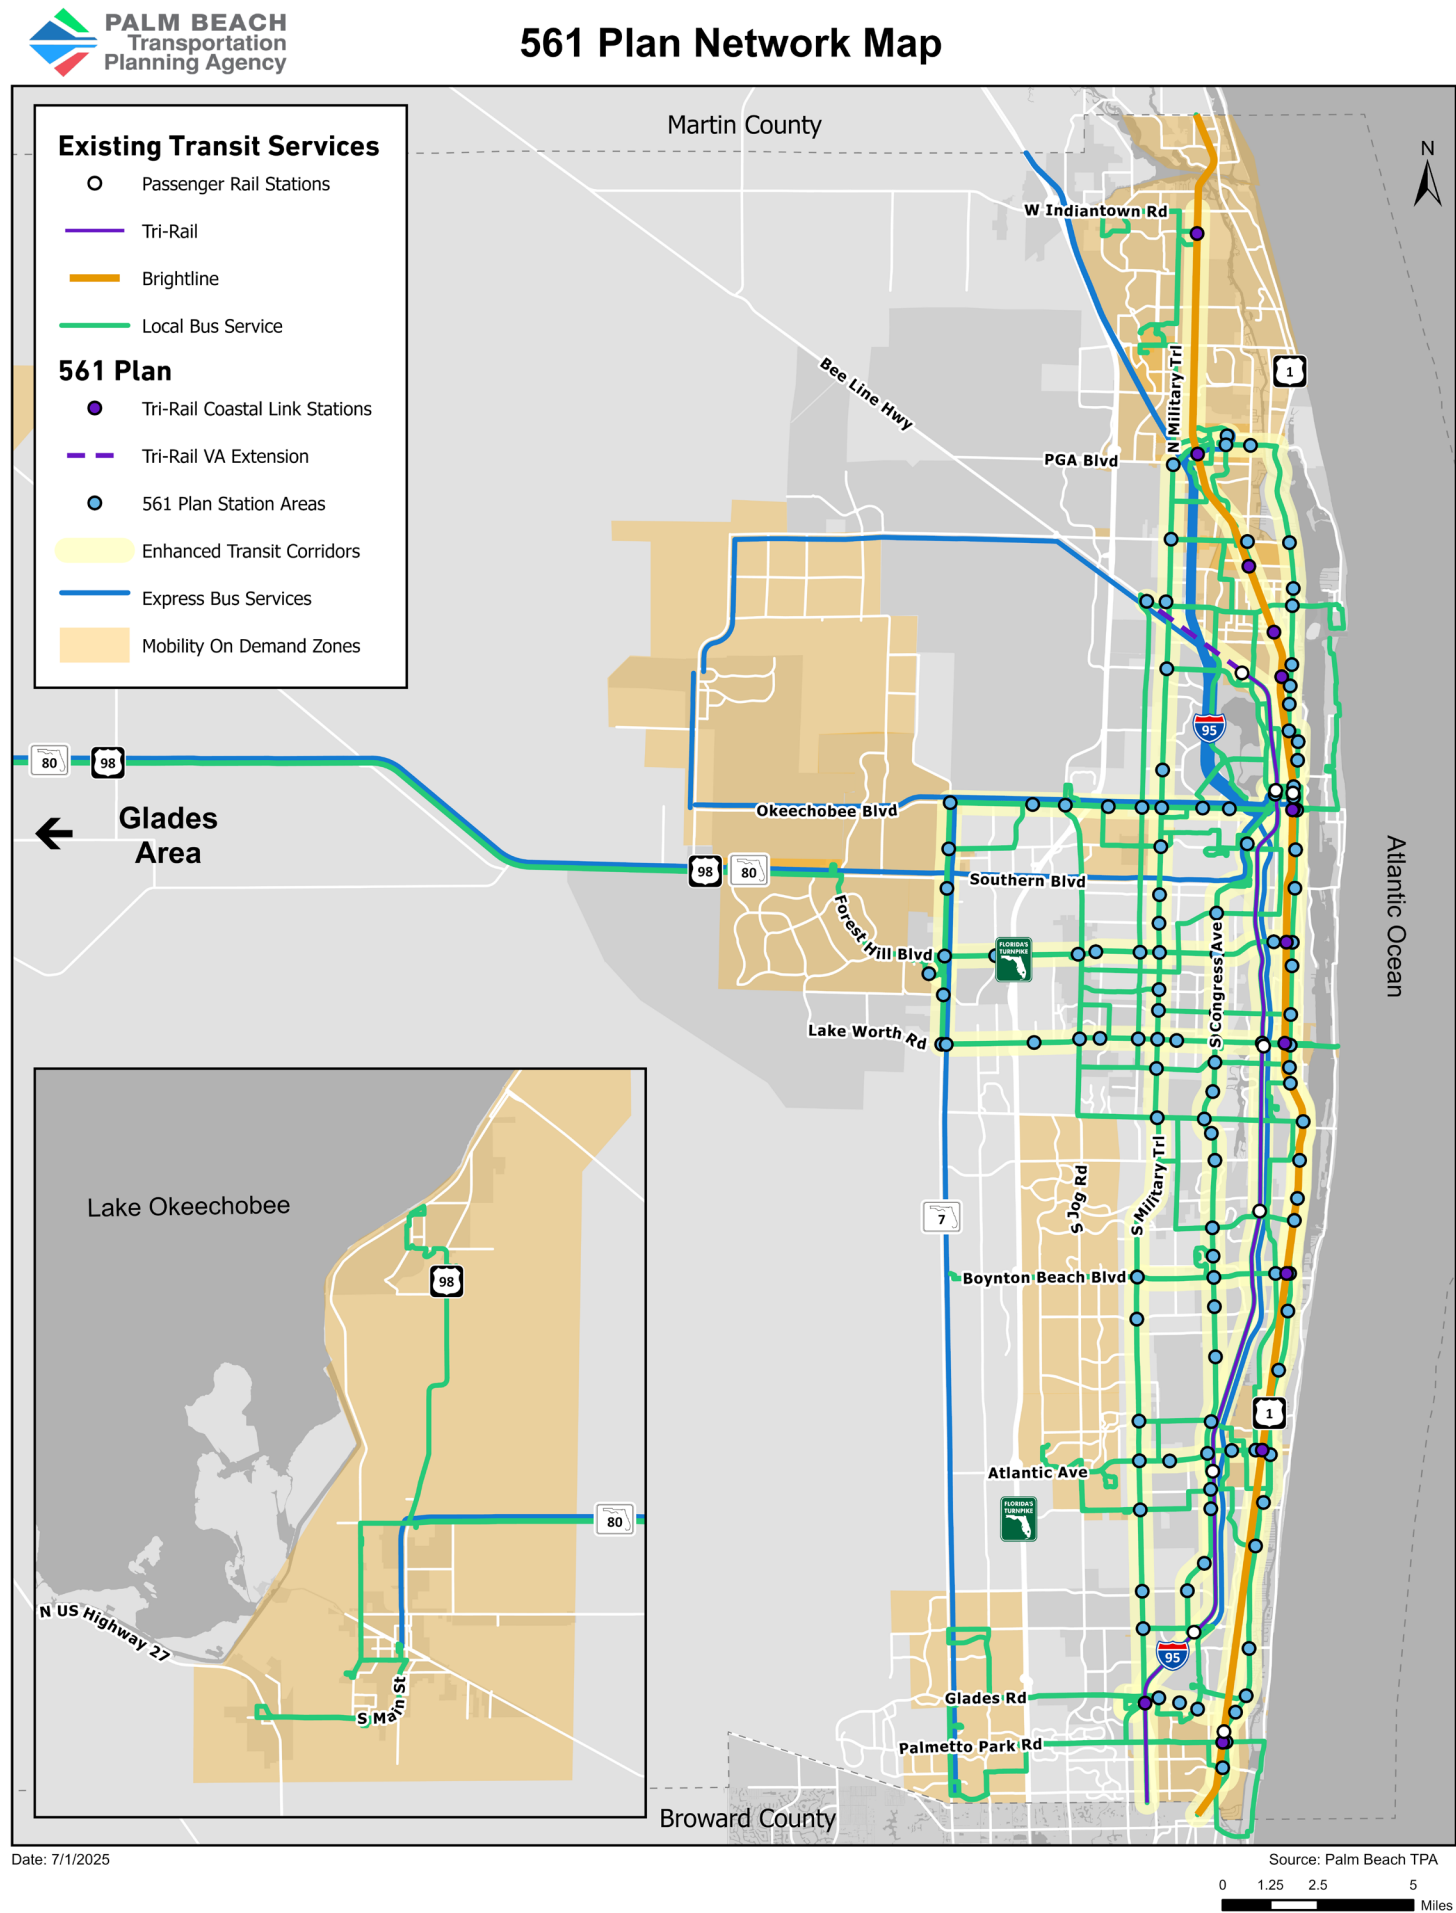 PALM BEACH
Transportation
Planning Agency
561 Plan Network Map
Existing Transit Services
Passenger Rail Stations
Tri-Rail
Brightline
Local Bus Service
561 Plan
Tri-Rail Coastal Link Stations
Tri-Rail VA Extension
561 Plan Station Areas
Enhanced Transit Corridors
Express Bus Services
Mobility On Demand Zones
Martin County
N
W Indiantown Rd
N Military Trl
1
Bee Line Hwy
PGA Blvd
95
80
98
Glades
Area
Okeechobee Blvd
98
80
Southern Blvd
Forest Hill Blvd
FLORIDA'S
TURNPIKE
S Congress Ave
Atlantic Ocean
Lake Worth Rd
Lake Okeechobee
98
80
N US Highway 27
S Main St
7
S Jog Rd
S Military Trl
Boynton Beach Blvd
1
Atlantic Ave
FLORIDA'S
TURNPIKE
95
Glades Rd
Palmetto Park Rd
Broward County
Date: 7/1/2025
Source: Palm Beach TPA
0 1.25 2.5 5
Miles